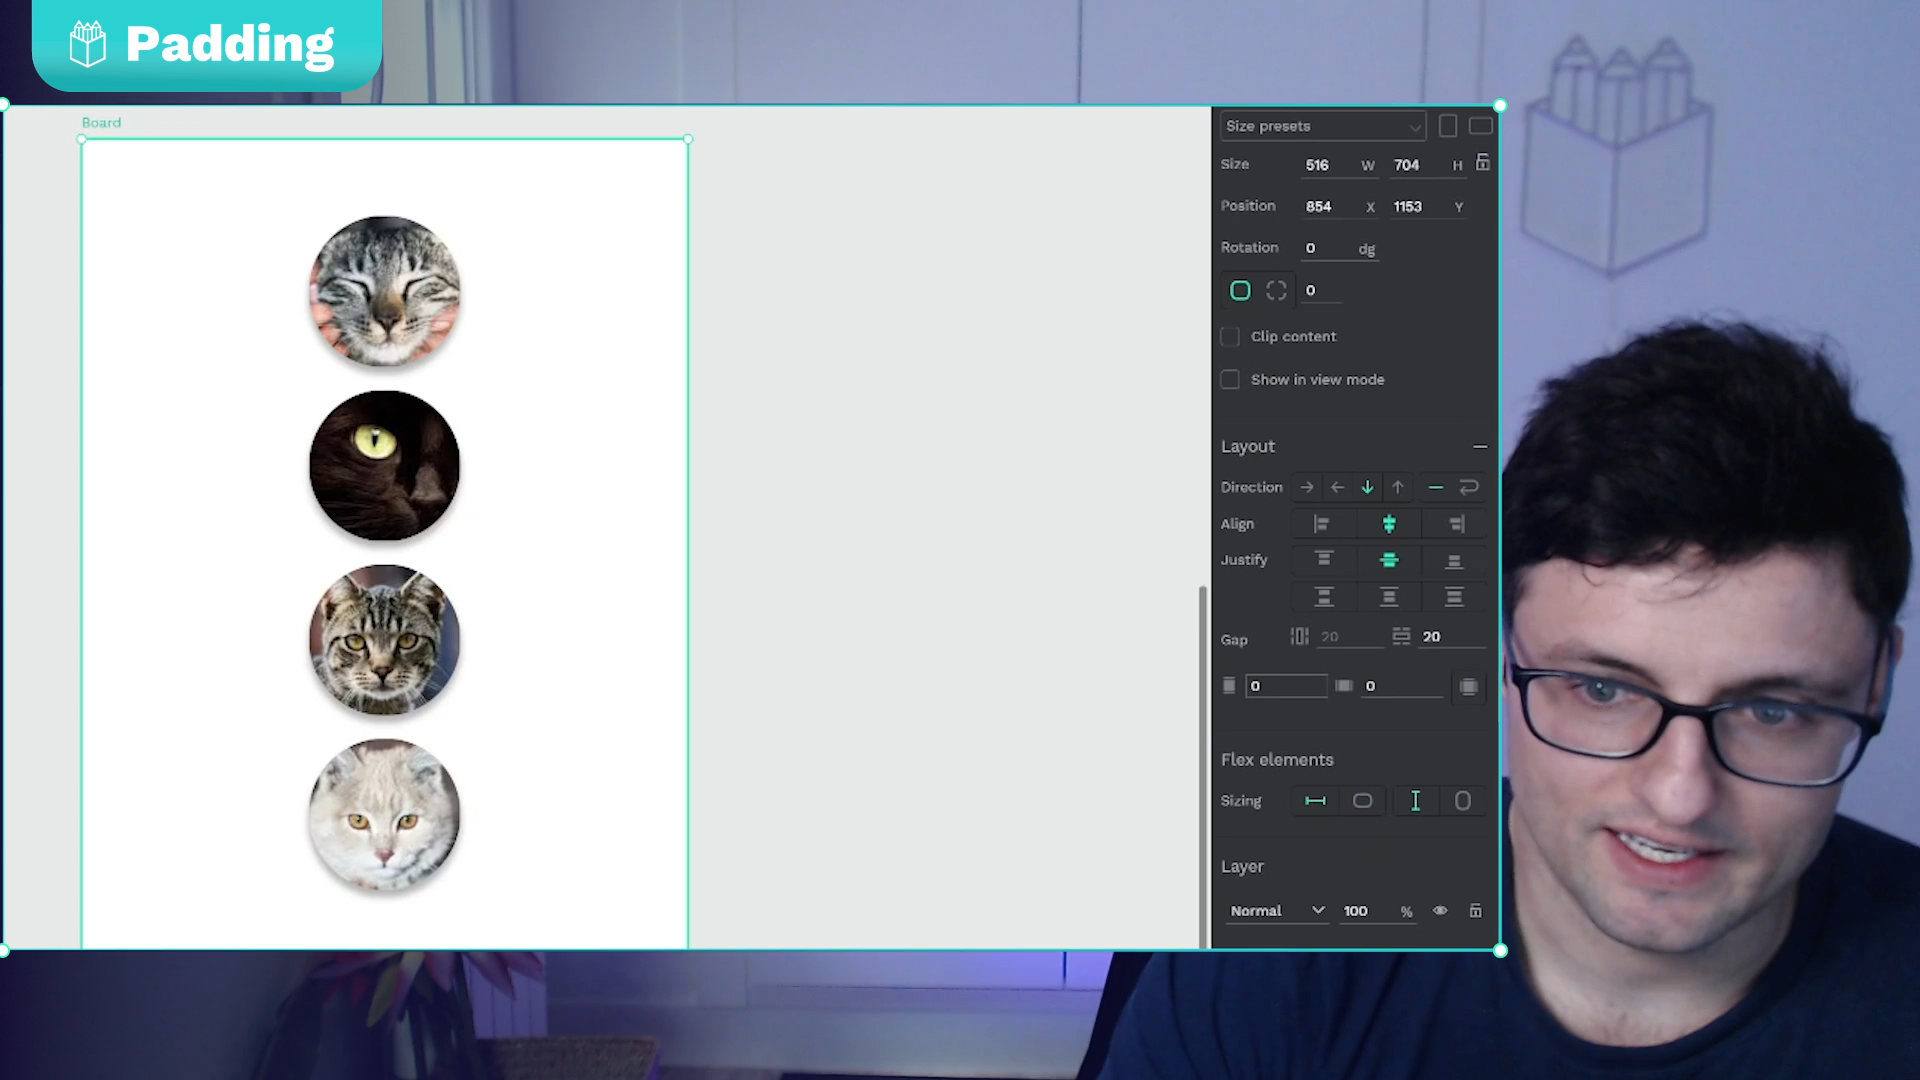 Padding
Board
Size presets
Size 516 W 704 H
Position 854 X 1153 Y
Rotation 0 dg
0
Clip content
Show in view mode
Layout
Direction
Align
Justify
Gap 20 20
0 0
Flex elements
Sizing
Layer
Normal 100 %